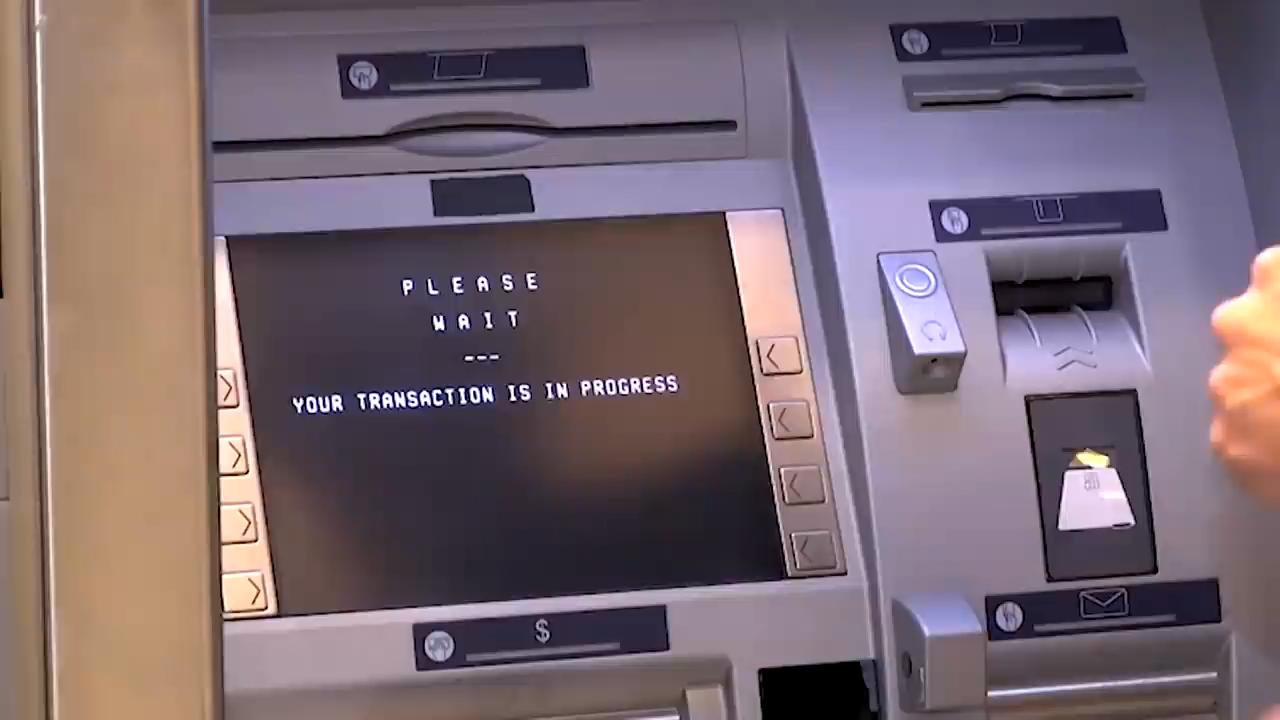 PLEASE
WAIT
---
YOUR TRANSACTION IS IN PROGRESS
$